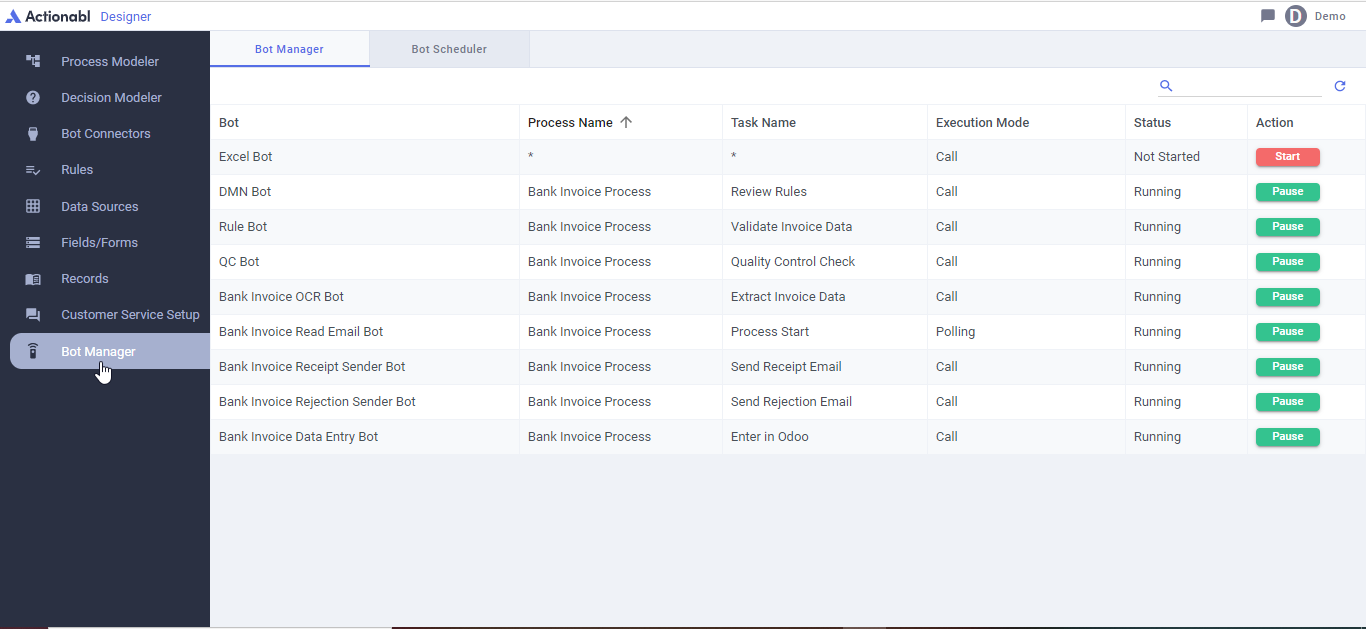 Actionabl Designer
Demo
Process Modeler
Decision Modeler
Bot Connectors
Rules
Data Sources
Fields/Forms
Records
Customer Service Setup
Bot Manager
Bot Manager Bot Scheduler
Bot Process Name Task Name Execution Mode Status Action
Excel Bot * * Call Not Started Start
DMN Bot Bank Invoice Process Review Rules Call Running Pause
Rule Bot Bank Invoice Process Validate Invoice Data Call Running Pause
QC Bot Bank Invoice Process Quality Control Check Call Running Pause
Bank Invoice OCR Bot Bank Invoice Process Extract Invoice Data Call Running Pause
Bank Invoice Read Email Bot Bank Invoice Process Process Start Polling Running Pause
Bank Invoice Receipt Sender Bot Bank Invoice Process Send Receipt Email Call Running Pause
Bank Invoice Rejection Sender Bot Bank Invoice Process Send Rejection Email Call Running Pause
Bank Invoice Data Entry Bot Bank Invoice Process Enter in Odoo Call Running Pause